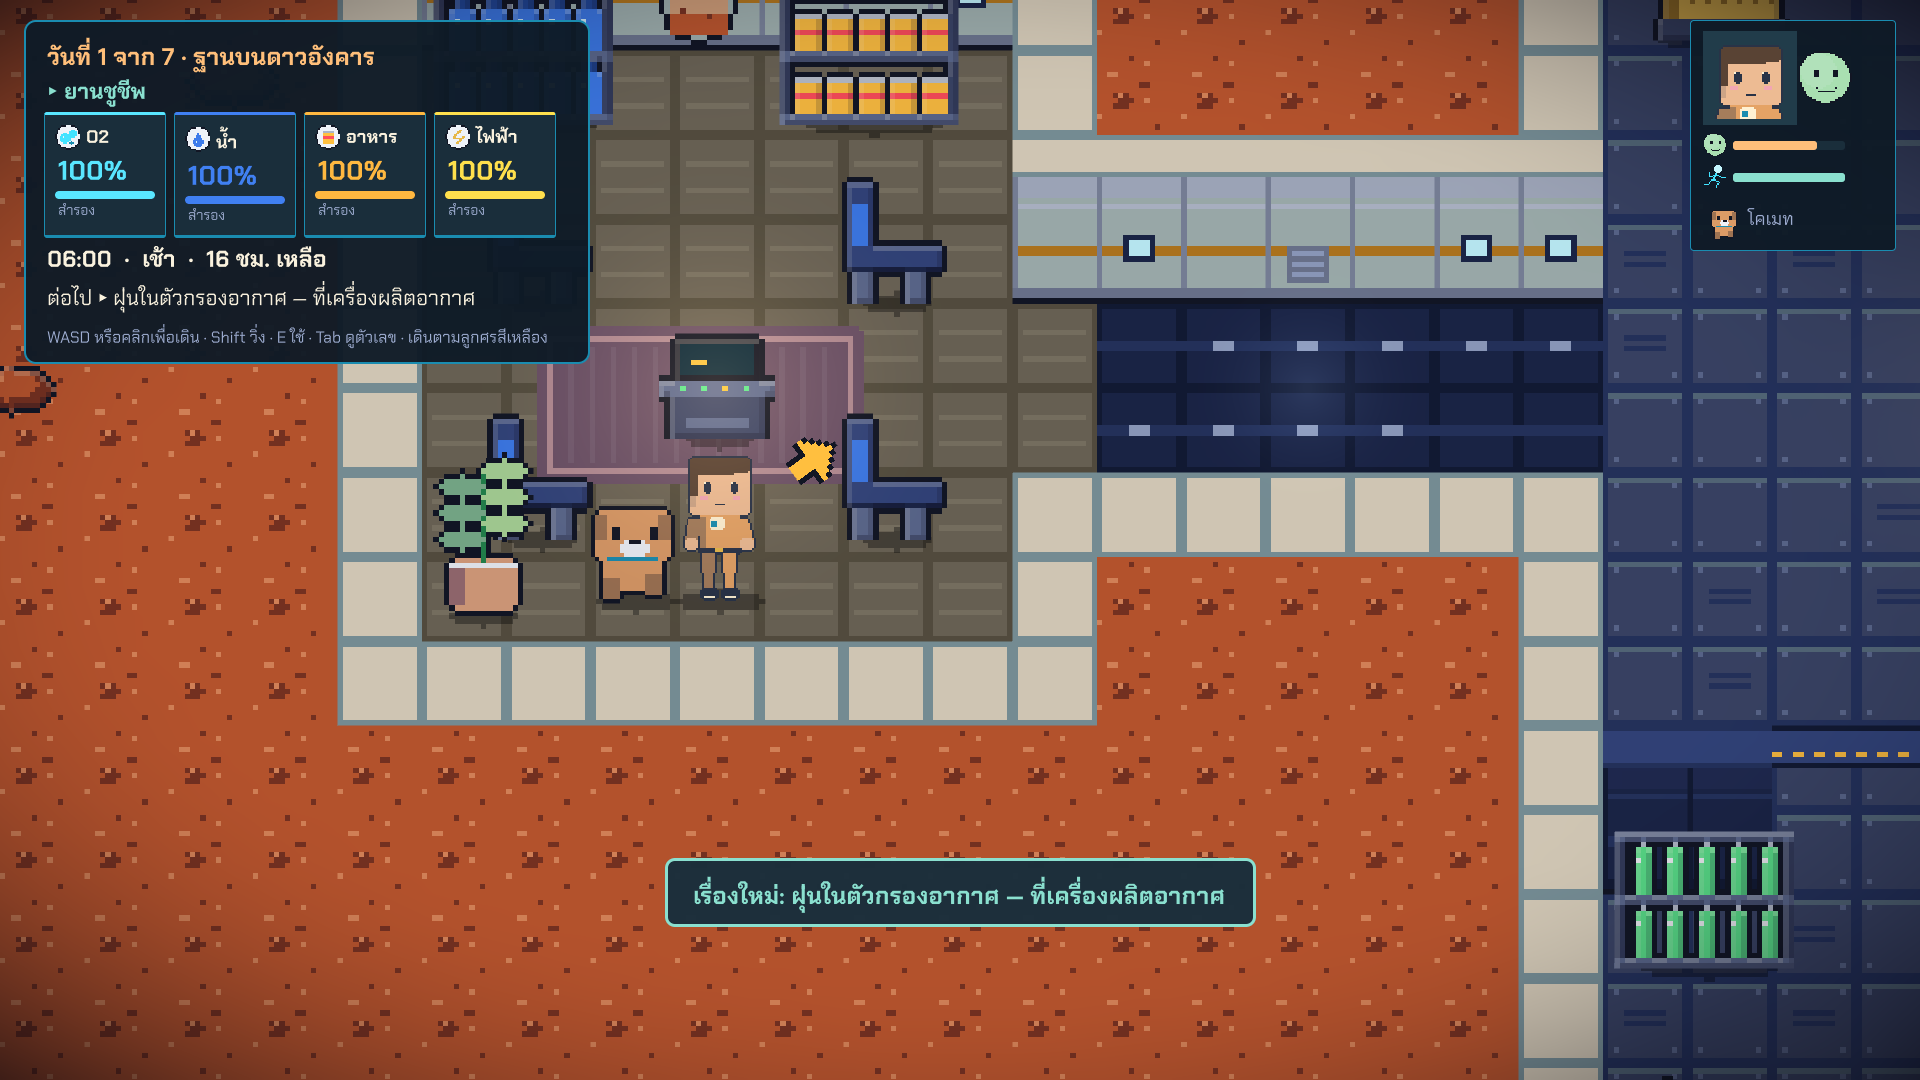 วันที่ 1 จาก 7 · ฐานบนดาวอังคาร
▸ ยานชูชีพ
O2
100%
สำรอง
น้ำ
100%
สำรอง
อาหาร
100%
สำรอง
ไฟฟ้า
100%
สำรอง
06:00 · เช้า · 16 ชม. เหลือ
ต่อไป ▸ ฝุ่นในตัวกรองอากาศ — ที่เครื่องผลิตอากาศ
WASD หรือคลิกเพื่อเดิน · Shift วิ่ง · E ใช้ · Tab ดูตัวเลข · เดินตามลูกศรสีเหลือง
โคเมท
เรื่องใหม่: ฝุ่นในตัวกรองอากาศ — ที่เครื่องผลิตอากาศ